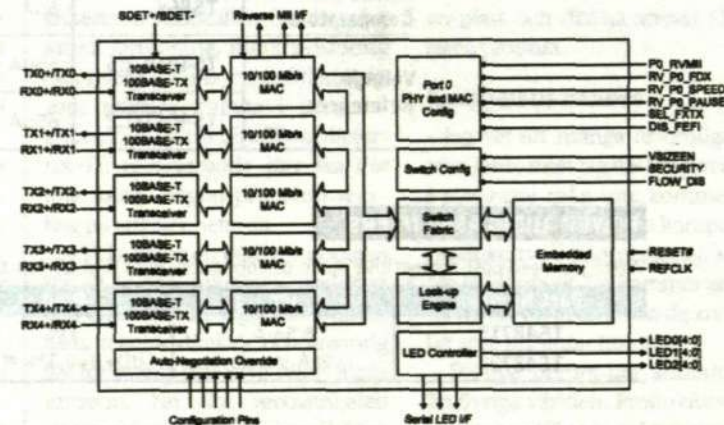 SDET+/SDET-
Reverse MII I/F
TX0+/TX0-
RX0+/RX0-
10BASE-T
100BASE-TX
Transceiver
10/100 Mb/s
MAC
TX1+/TX1-
RX1+/RX1-
10BASE-T
100BASE-TX
Transceiver
10/100 Mb/s
MAC
TX2+/TX2-
RX2+/RX2-
10BASE-T
100BASE-TX
Transceiver
10/100 Mb/s
MAC
TX3+/TX3-
RX3+/RX3-
10BASE-T
100BASE-TX
Transceiver
10/100 Mb/s
MAC
TX4+/TX4-
RX4+/RX4-
10BASE-T
100BASE-TX
Transceiver
10/100 Mb/s
MAC
Auto-Negotiation Override
Configuration Pins
Port 0
PHY and MAC
Config
P0_RVMII
RV_P0_FDX
RV_P0_SPEED
RV_P0_PAUSE
SEL_FXTX
DIS_FEFI
Switch Config
VSIZEEN
SECURITY
FLOW_DIS
Switch
Fabric
Embedded
Memory
RESET#
REFCLK
Lookup
Engine
LED Controller
LED0[4:0]
LED1[4:0]
LED2[4:0]
Serial LED I/F